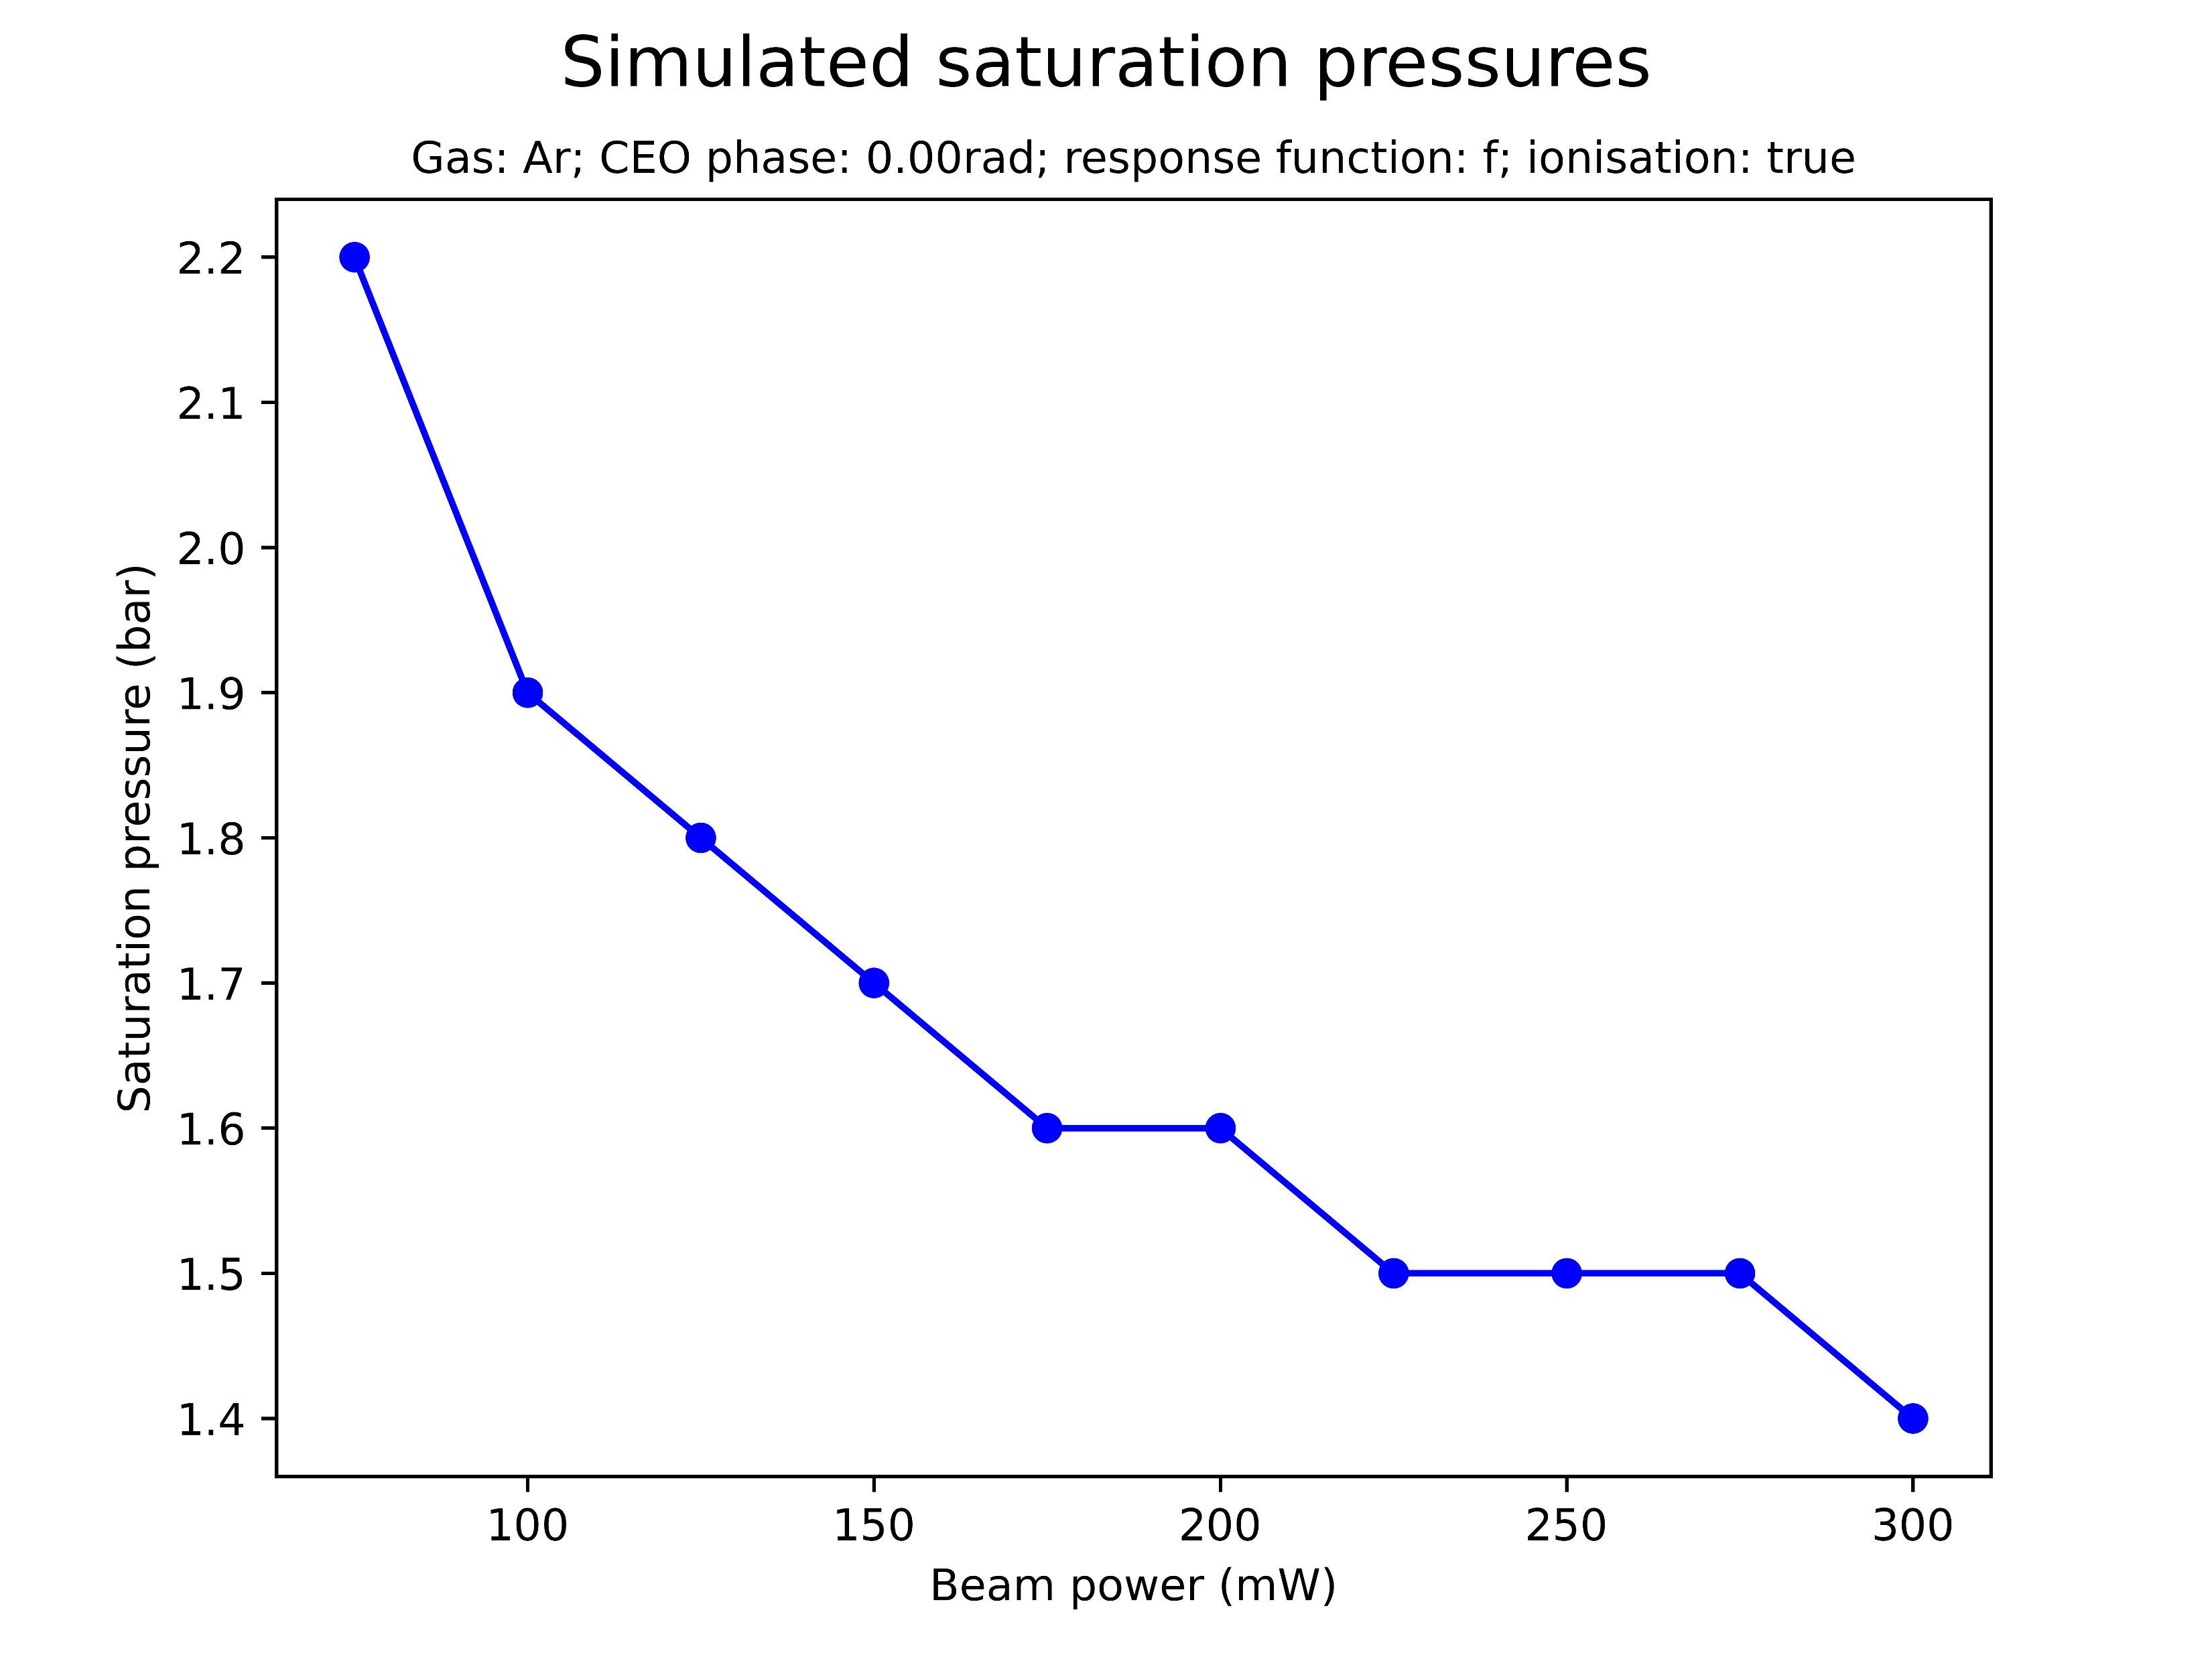 Simulated saturation pressures
Gas: Ar; CEO phase: 0.00rad; response function: f; ionisation: true
Saturation pressure (bar)
2.2
2.1
2.0
1.9
1.8
1.7
1.6
1.5
1.4
100 150 200 250 300
Beam power (mW)